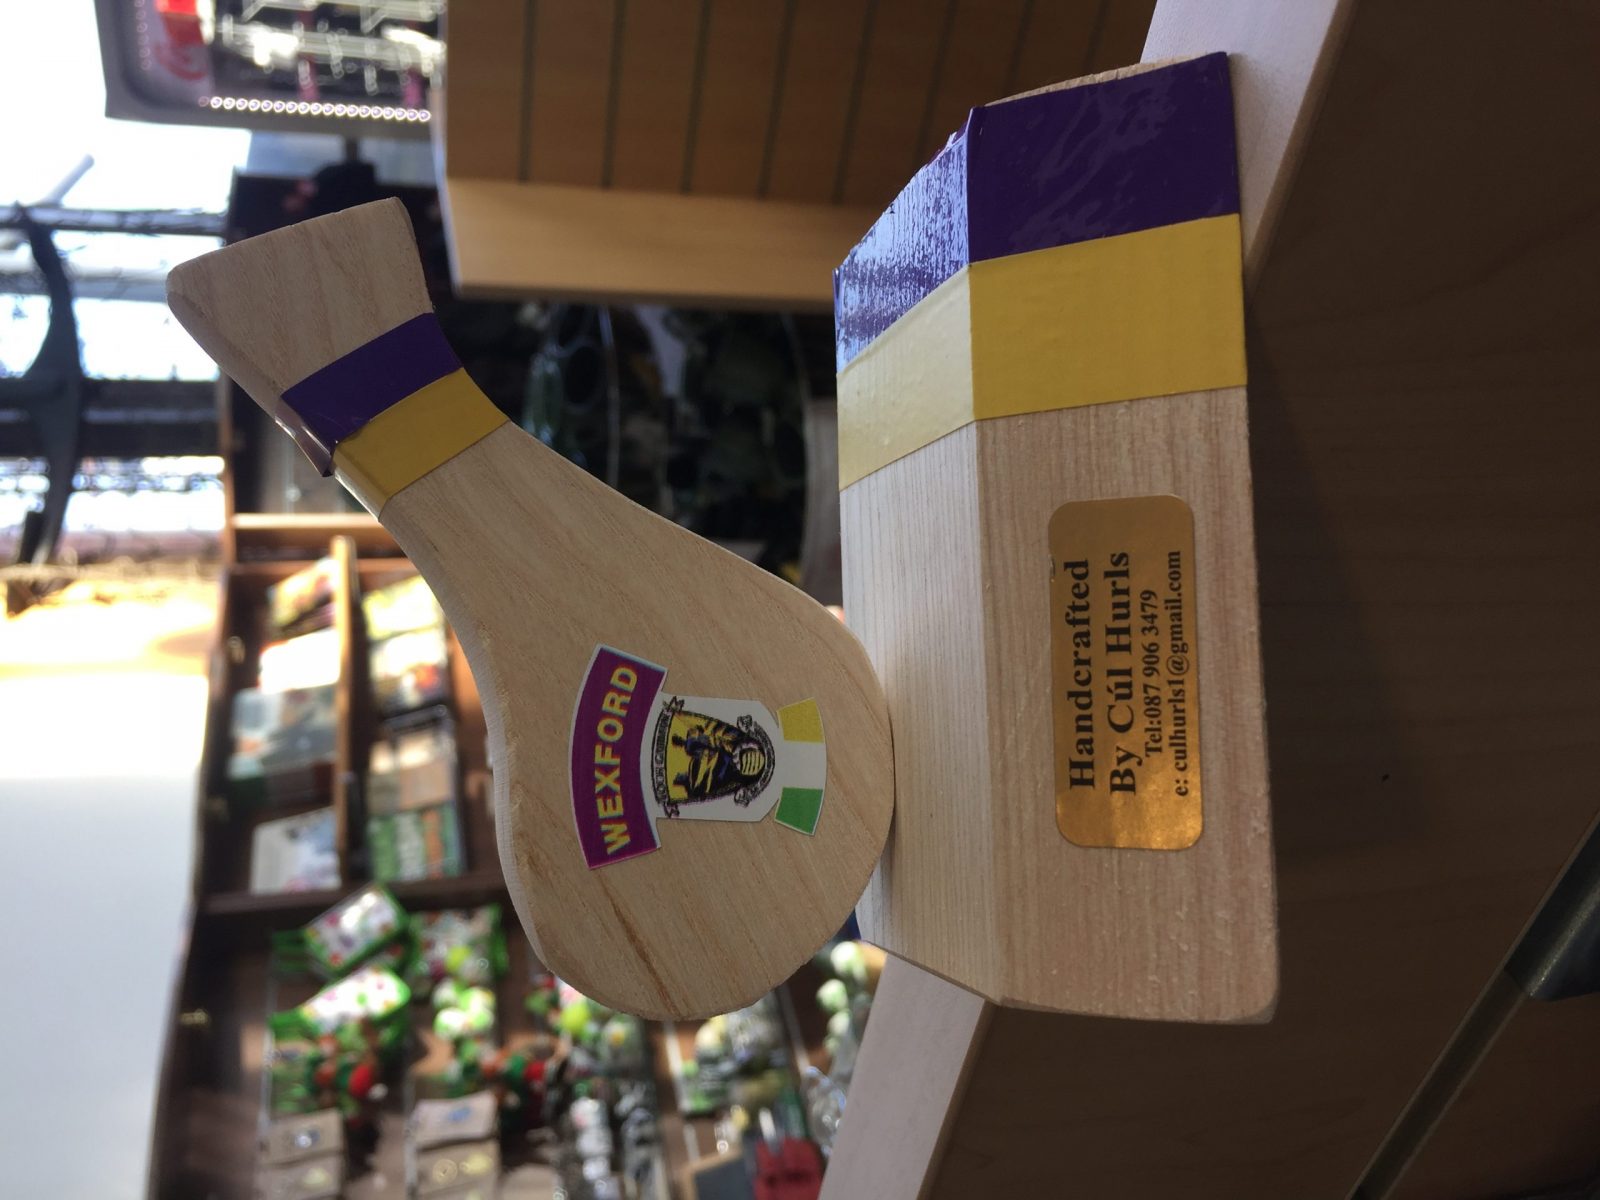 WEXFORD
Handcrafted
By Cúl Hurls
Tel:087 906 3479
e: culhurls1@gmail.com